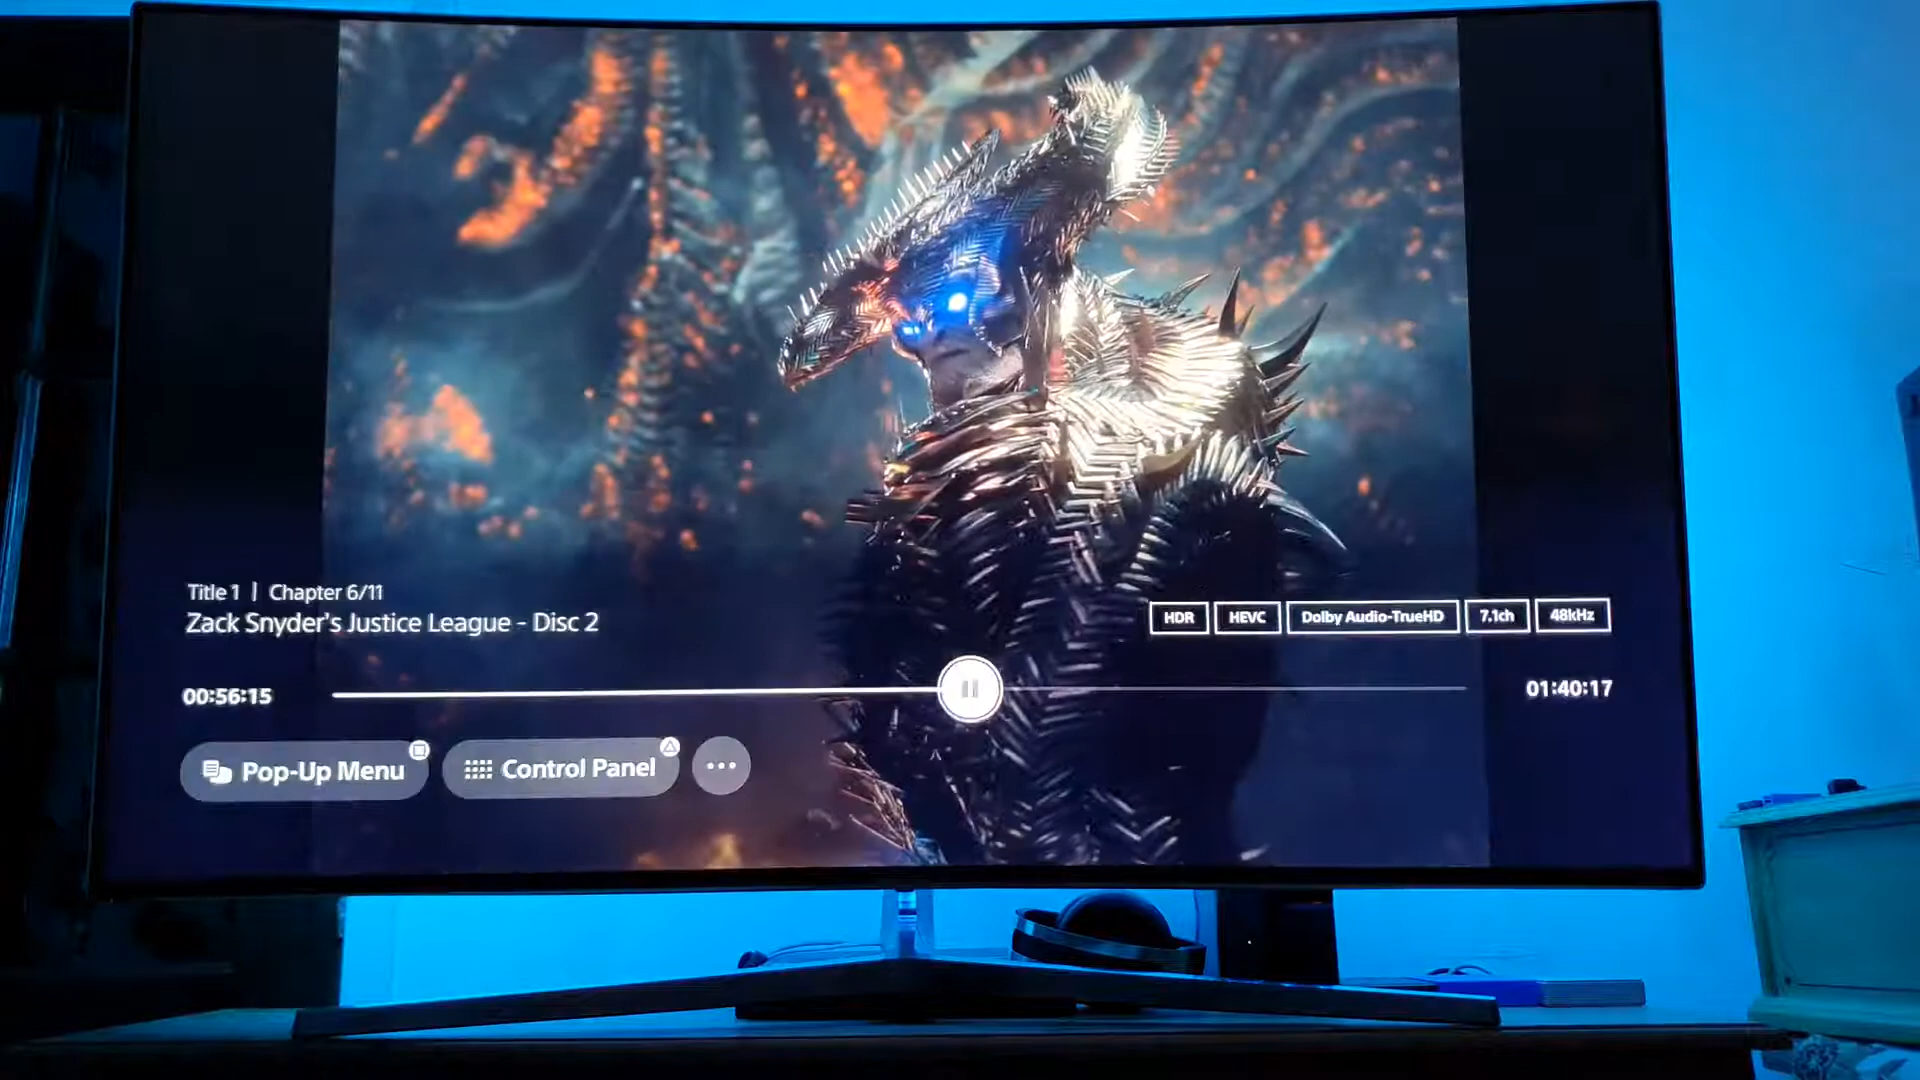 Title 1 | Chapter 6/11
Zack Snyder's Justice League - Disc 2
HDR HEVC Dolby Audio-TrueHD 7.1ch 48kHz
00:56:15 01:40:17
Pop-Up Menu Control Panel ...